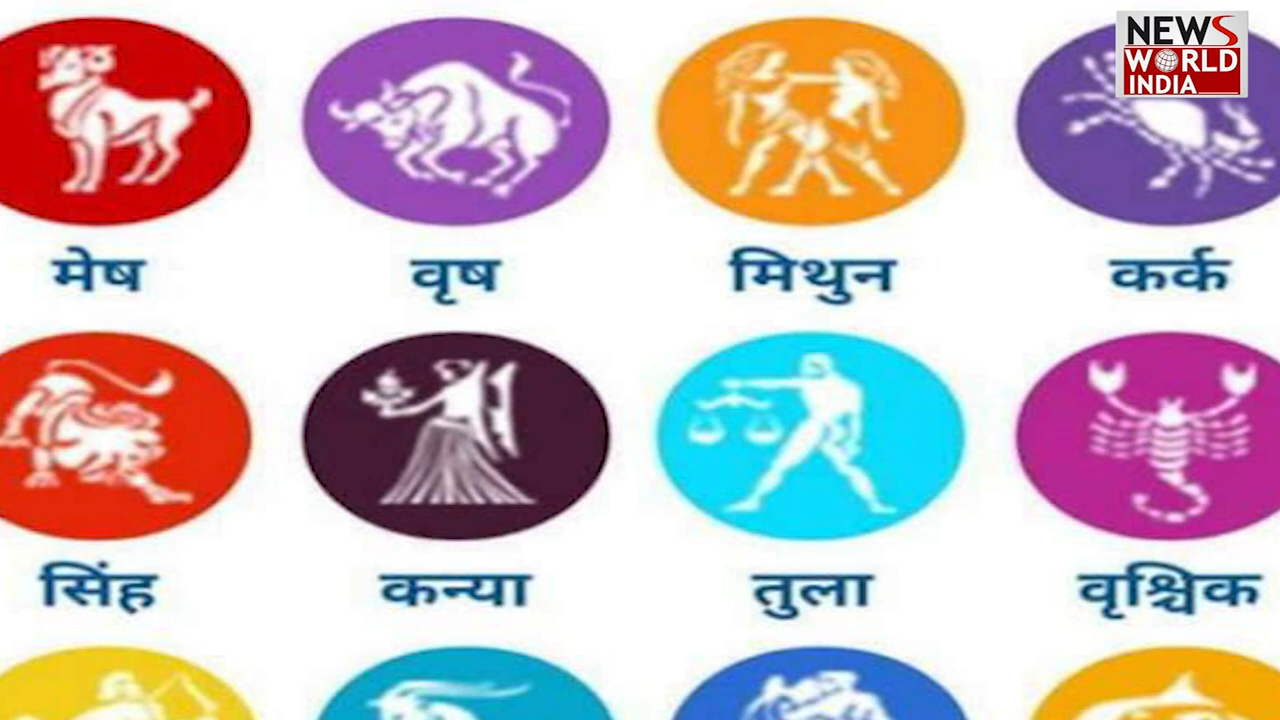 NEWS
WORLD
INDIA
मेष
वृष
मिथुन
कर्क
सिंह
कन्या
तुला
वृश्चिक